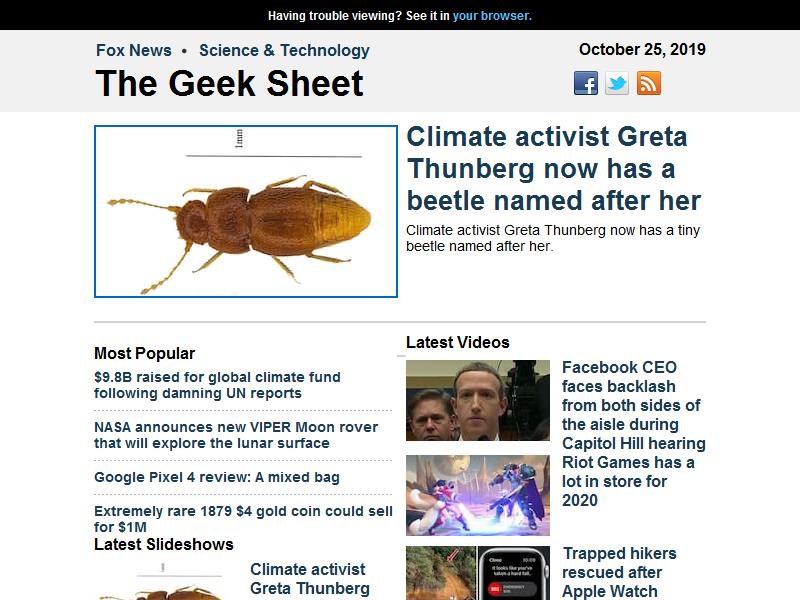 Having trouble viewing? See it in your browser.
Fox News • Science & Technology
October 25, 2019
The Geek Sheet
1mm
Climate activist Greta
Thunberg now has a
beetle named after her
Climate activist Greta Thunberg now has a tiny
beetle named after her.
Most Popular
$9.8B raised for global climate fund
following damning UN reports
NASA announces new VIPER Moon rover
that will explore the lunar surface
Google Pixel 4 review: A mixed bag
Extremely rare 1879 $4 gold coin could sell
for $1M
Latest Slideshows
Climate activist
Greta Thunberg
Latest Videos
Facebook CEO
faces backlash
from both sides of
the aisle during
Capitol Hill hearing
Riot Games has a
lot in store for
2020
Close 10:09
It looks like you've
taken a hard fall.
SOS EMERGENCY
SOS
Trapped hikers
rescued after
Apple Watch